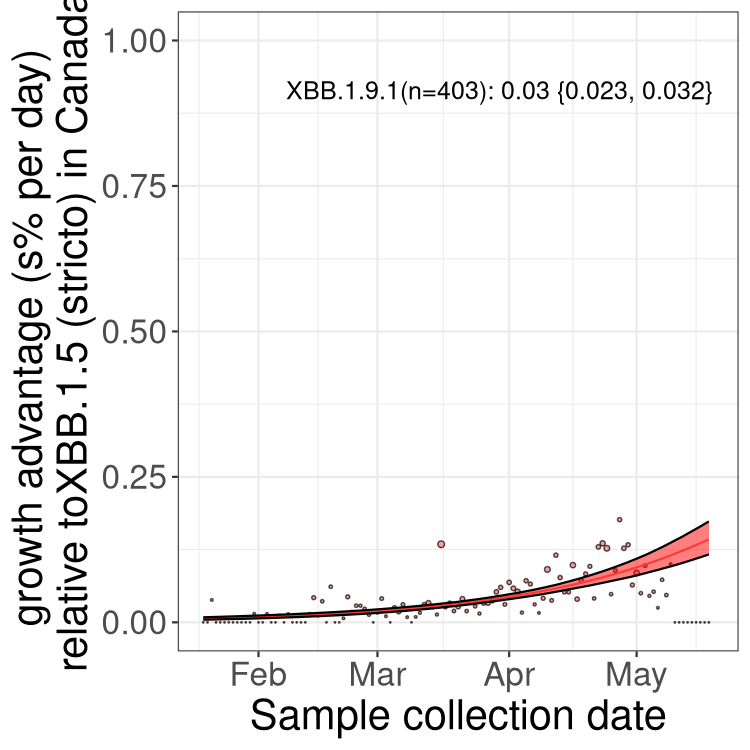 growth advantage (s% per day)
relative toXBB.1.5 (stricto) in Canada
1.00
0.75
0.50
0.25
0.00
XBB.1.9.1(n=403): 0.03 {0.023, 0.032}
Feb
Mar
Apr
May
Sample collection date